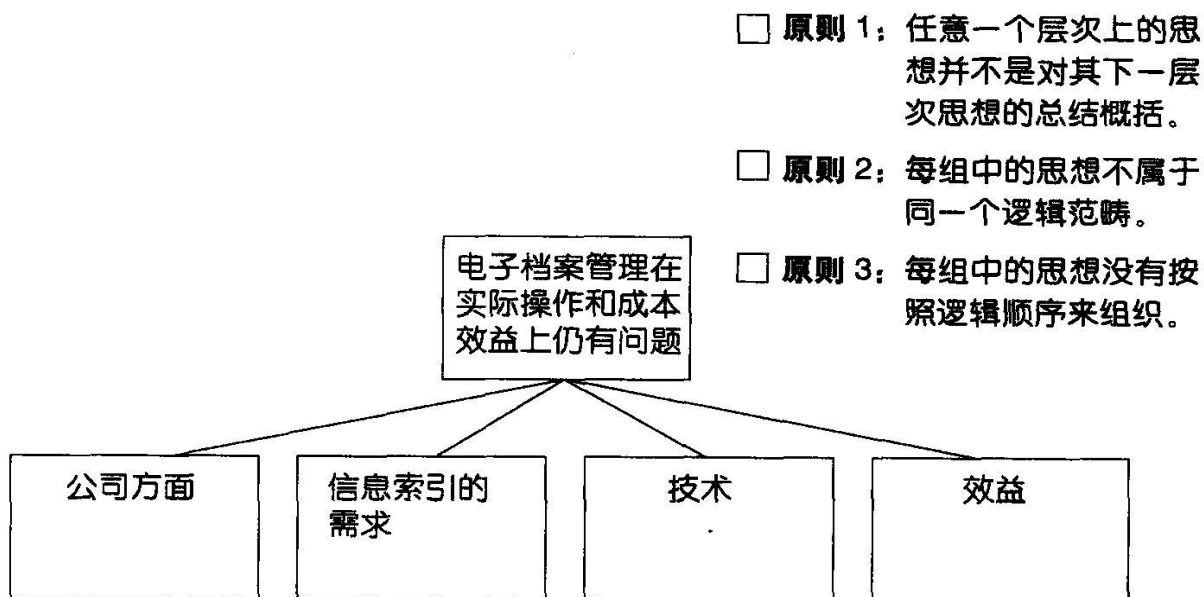 □ 原则 1：任意一个层次上的思
想并不是对其下一层
次思想的总结概括。
□ 原则 2：每组中的思想不属于
同一个逻辑范畴。
□ 原则 3：每组中的思想没有按
照逻辑顺序来组织。
电子档案管理在
实际操作和成本
效益上仍有问题
公司方面
信息索引的
需求
技术
效益